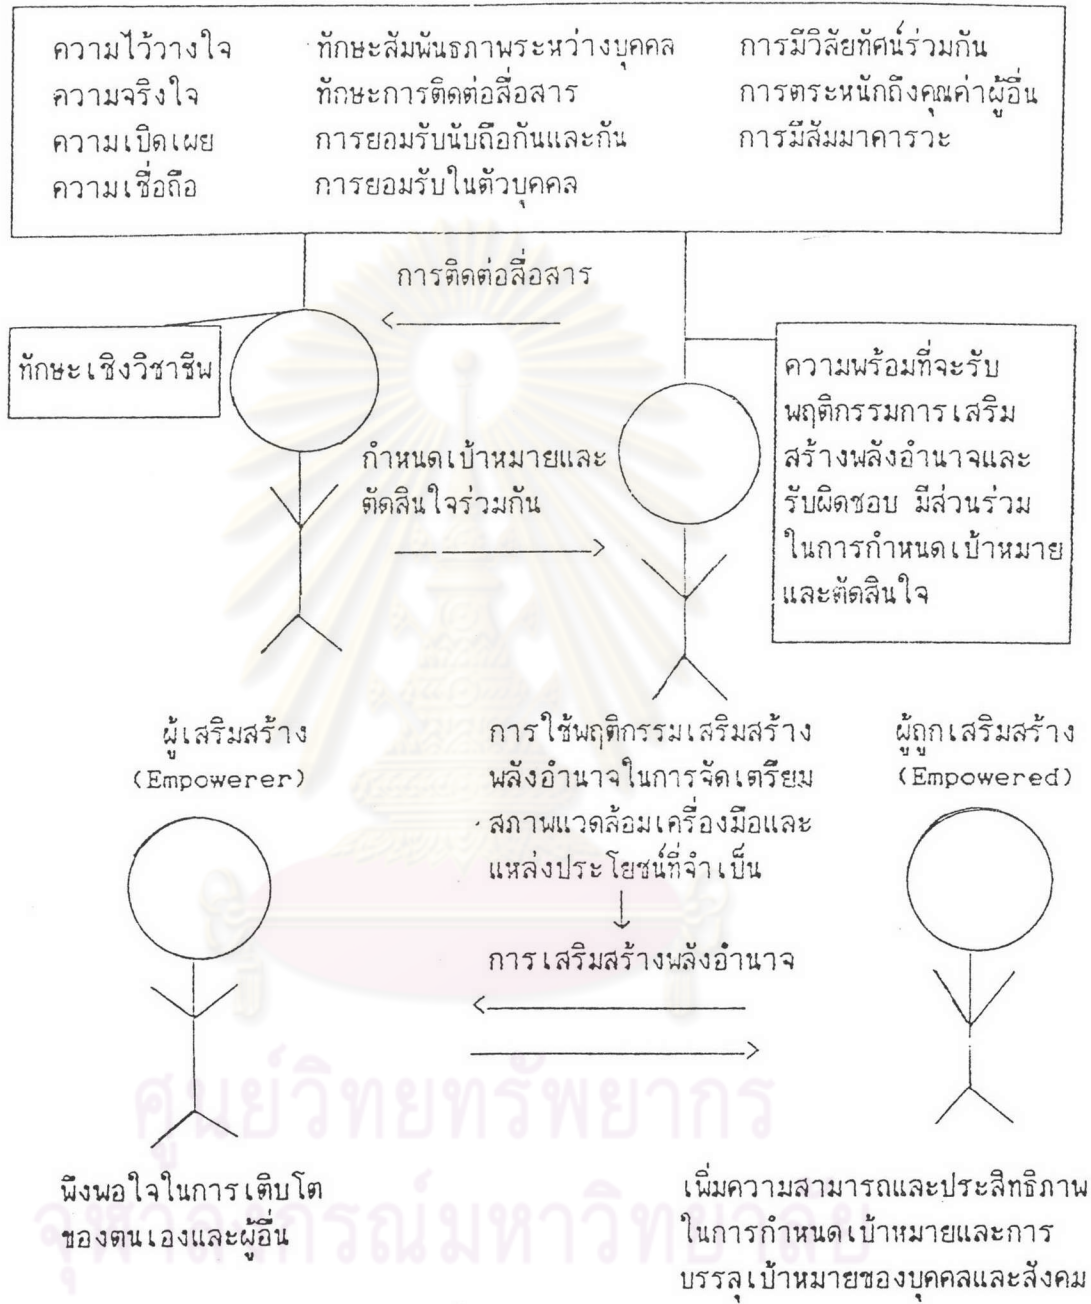 ความไว้วางใจ
ความจริงใจ
ความเปิดเผย
ความเชื่อถือ
ทักษะสัมพันธภาพระหว่างบุคคล
ทักษะการติดต่อสื่อสาร
การยอมรับนับถือกันและกัน
การยอมรับในตัวบุคคล
การมีวิสัยทัศน์ร่วมกัน
การตระหนักถึงคุณค่าผู้อื่น
การมีสัมมาคารวะ
การติดต่อสื่อสาร
ทักษะเชิงวิชาชีพ
กำหนดเป้าหมายและ
ตัดสินใจร่วมกัน
ความพร้อมที่จะรับ
พฤติกรรมการเสริม
สร้างพลังอำนาจและ
รับผิดชอบ มีส่วนร่วม
ในการกำหนดเป้าหมาย
และตัดสินใจ
ผู้เสริมสร้าง
(Empowerer)
การใช้พฤติกรรมเสริมสร้าง
พลังอำนาจในการจัดเตรียม
สภาพแวดล้อมเครื่องมือและ
แหล่งประโยชน์ที่จำเป็น
ผู้ถูกเสริมสร้าง
(Empowered)
การเสริมสร้างพลังอำนาจ
พึงพอใจในการเติบโต
ของตนเองและผู้อื่น
เพิ่มความสามารถและประสิทธิภาพ
ในการกำหนดเป้าหมายและการ
บรรลุเป้าหมายของบุคคลและสังคม
ศูนย์วิทยทรัพยากร
จุฬาลงกรณ์มหาวิทยาลัย